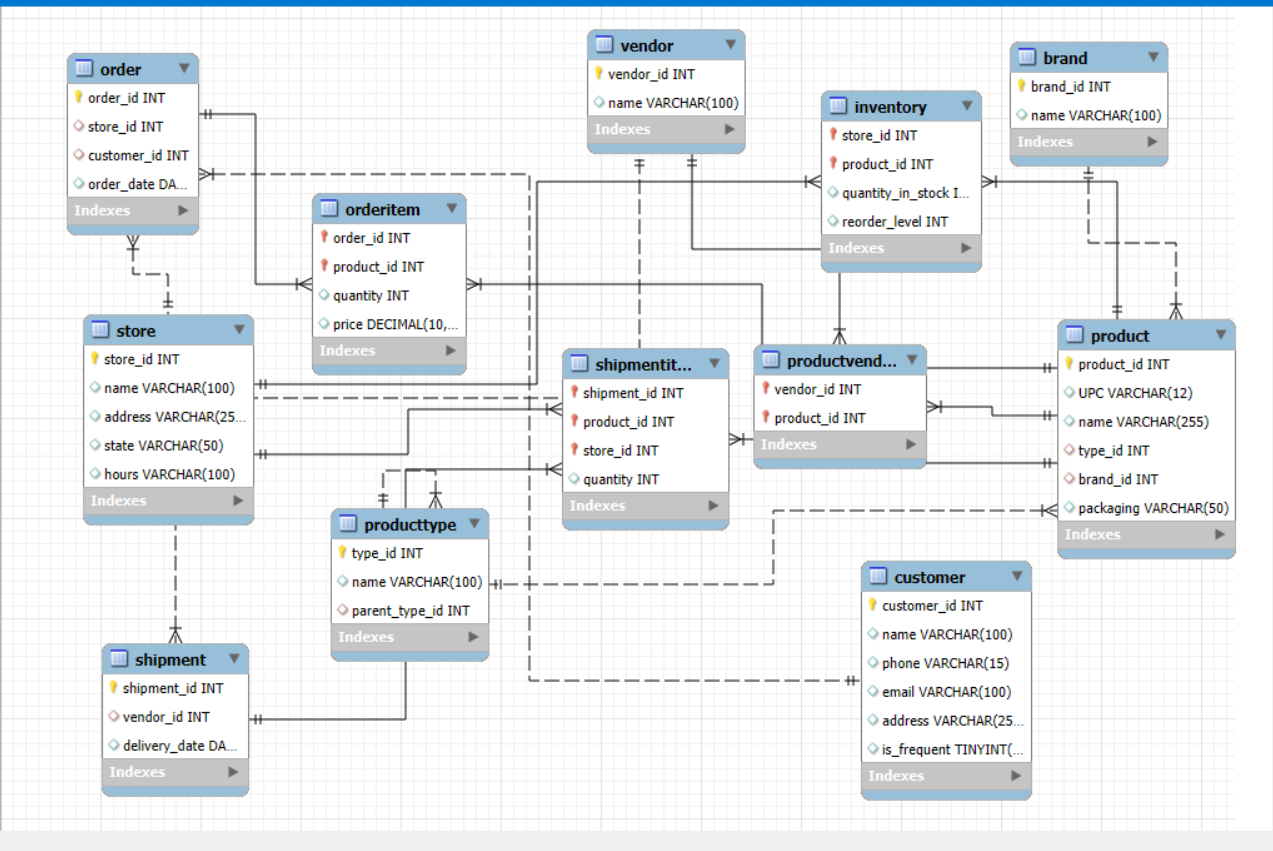 order
order_id INT
store_id INT
customer_id INT
order_date DA...
Indexes
vendor
vendor_id INT
name VARCHAR(100)
Indexes
brand
brand_id INT
name VARCHAR(100)
Indexes
inventory
store_id INT
product_id INT
quantity_in_stock I...
reorder_level INT
Indexes
orderitem
order_id INT
product_id INT
quantity INT
price DECIMAL(10,...
Indexes
store
store_id INT
name VARCHAR(100)
address VARCHAR(25...
state VARCHAR(50)
hours VARCHAR(100)
Indexes
shipmentit...
shipment_id INT
product_id INT
store_id INT
quantity INT
Indexes
productvend...
vendor_id INT
product_id INT
Indexes
product
product_id INT
UPC VARCHAR(12)
name VARCHAR(255)
type_id INT
brand_id INT
packaging VARCHAR(50)
Indexes
producttype
type_id INT
name VARCHAR(100)
parent_type_id INT
Indexes
customer
customer_id INT
name VARCHAR(100)
phone VARCHAR(15)
email VARCHAR(100)
address VARCHAR(25...
is_frequent TINYINT(...
Indexes
shipment
shipment_id INT
vendor_id INT
delivery_date DA...
Indexes